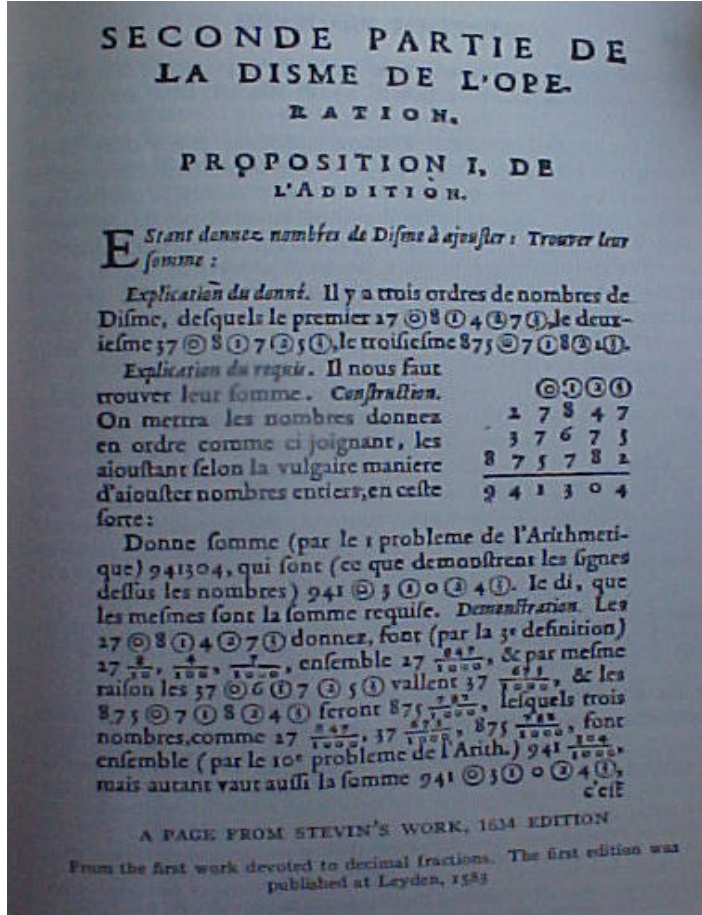 SECONDE PARTIE DE
LA DISME DE L'OPE-
RATION.
PROPOSITION I, DE
L'ADDITION.
EStant donnez nombres de Disme à ajouſter : Trouver leur
ſomme :
Explication du donné. Il y a trois ordres de nombres de
Diſme, deſquels le premier 27 ⓪ 8 ① 4 ② 7 ③, le deux-
ieſme 37 ⓪ 8 ① 7 ② 5 ③, le troiſieſme 875 ⓪ 7 ① 8 ② 2 ③.
Explication du requis. Il nous faut
trouver leur ſomme. Conſtruction.
On mettra les nombres donnez
en ordre comme ci joignant, les
aiouſtant ſelon la vulgaire maniere
d'aiouſter nombres entiers, en ceſte
ſorte :
⓪ ① ② ③
2 7 8 4 7
3 7 6 7 5
8 7 5 7 8 2
9 4 1 3 0 4
Donne ſomme (par le 1 probleme de l'Arithmeti-
que) 941304, qui ſont (ce que demonſtrent les ſignes
deſſus les nombres) 941 ⓪ 3 ① 0 ② 4 ③. Ie di, que
les meſmes ſont la ſomme requiſe. Demonſtration. Les
27 ⓪ 8 ① 4 ② 7 ③ donnez, font (par la 3e definition)
27 8/10, 4/100, 7/1000, enſemble 27 847/1000, & par meſme
raiſon les 37 ⓪ 6 ① 7 ② 5 ③ vallent 37 675/1000, & les
875 ⓪ 7 ① 8 ② 4 ③ feront 875 782/1000, leſquels trois
nombres, comme 27 847/1000, 37 675/1000, 875 782/1000, font
enſemble (par le 10e probleme de l'Arith.) 941 304/1000,
mais autant vaut auſſi la ſomme 941 ⓪ 3 ① 0 ② 4 ③,
c'eſt
A PAGE FROM STEVIN'S WORK, 1634 EDITION
From the first work devoted to decimal fractions. The first edition was
published at Leyden, 1585